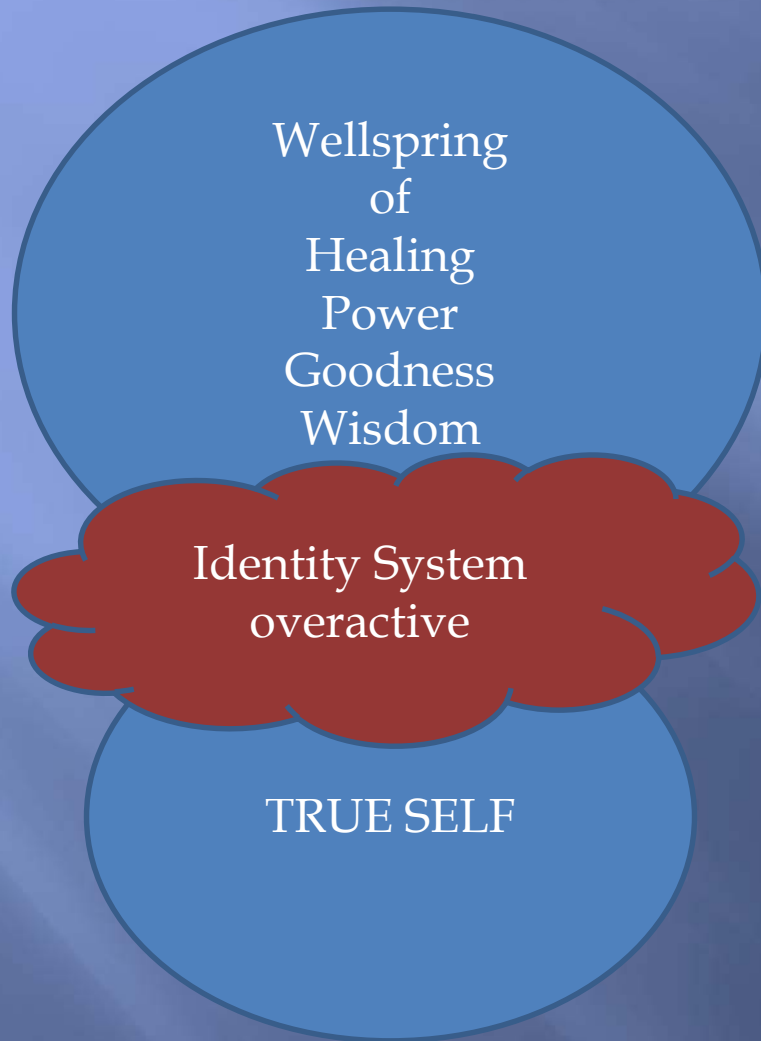 Wellspring
of
Healing
Power
Goodness
Wisdom
Identity System
overactive
TRUE SELF